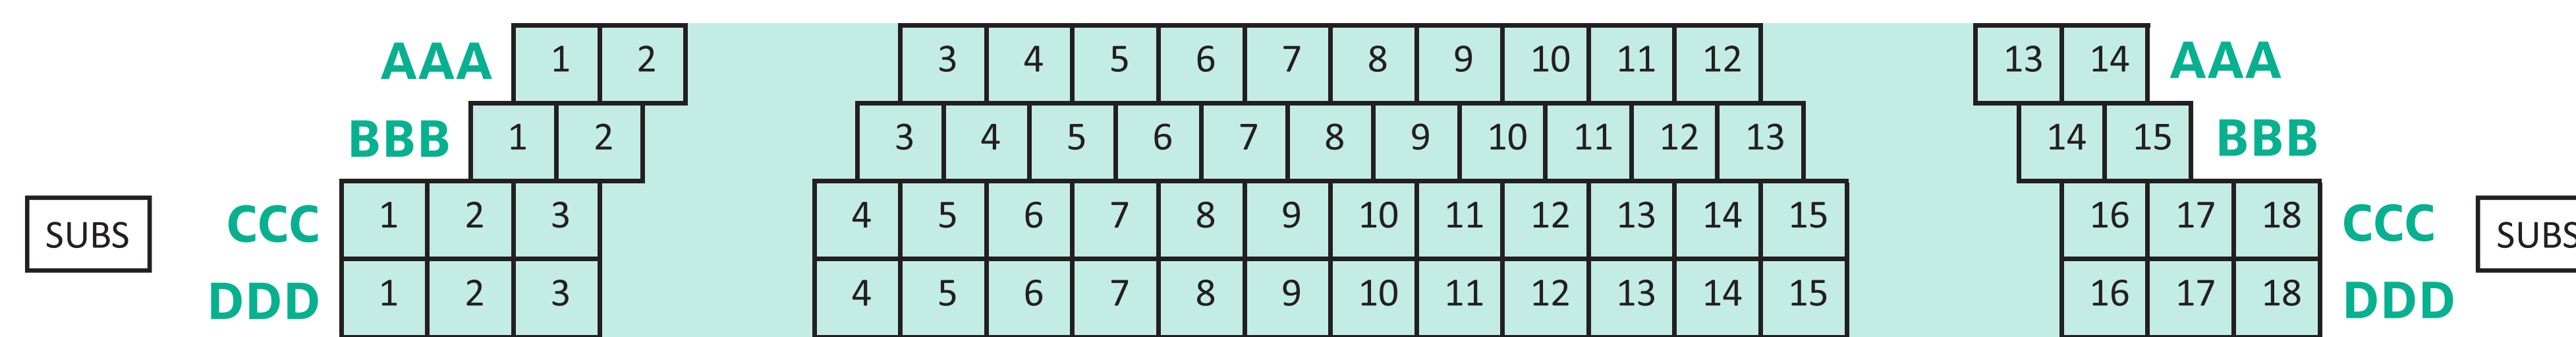 AAA 1 2 3 4 5 6 7 8 9 10 11 12 13 14 AAA
BBB 1 2 3 4 5 6 7 8 9 10 11 12 13 14 15 BBB
SUBS CCC 1 2 3 4 5 6 7 8 9 10 11 12 13 14 15 16 17 18 CCC SUBS
DDD 1 2 3 4 5 6 7 8 9 10 11 12 13 14 15 16 17 18 DDD